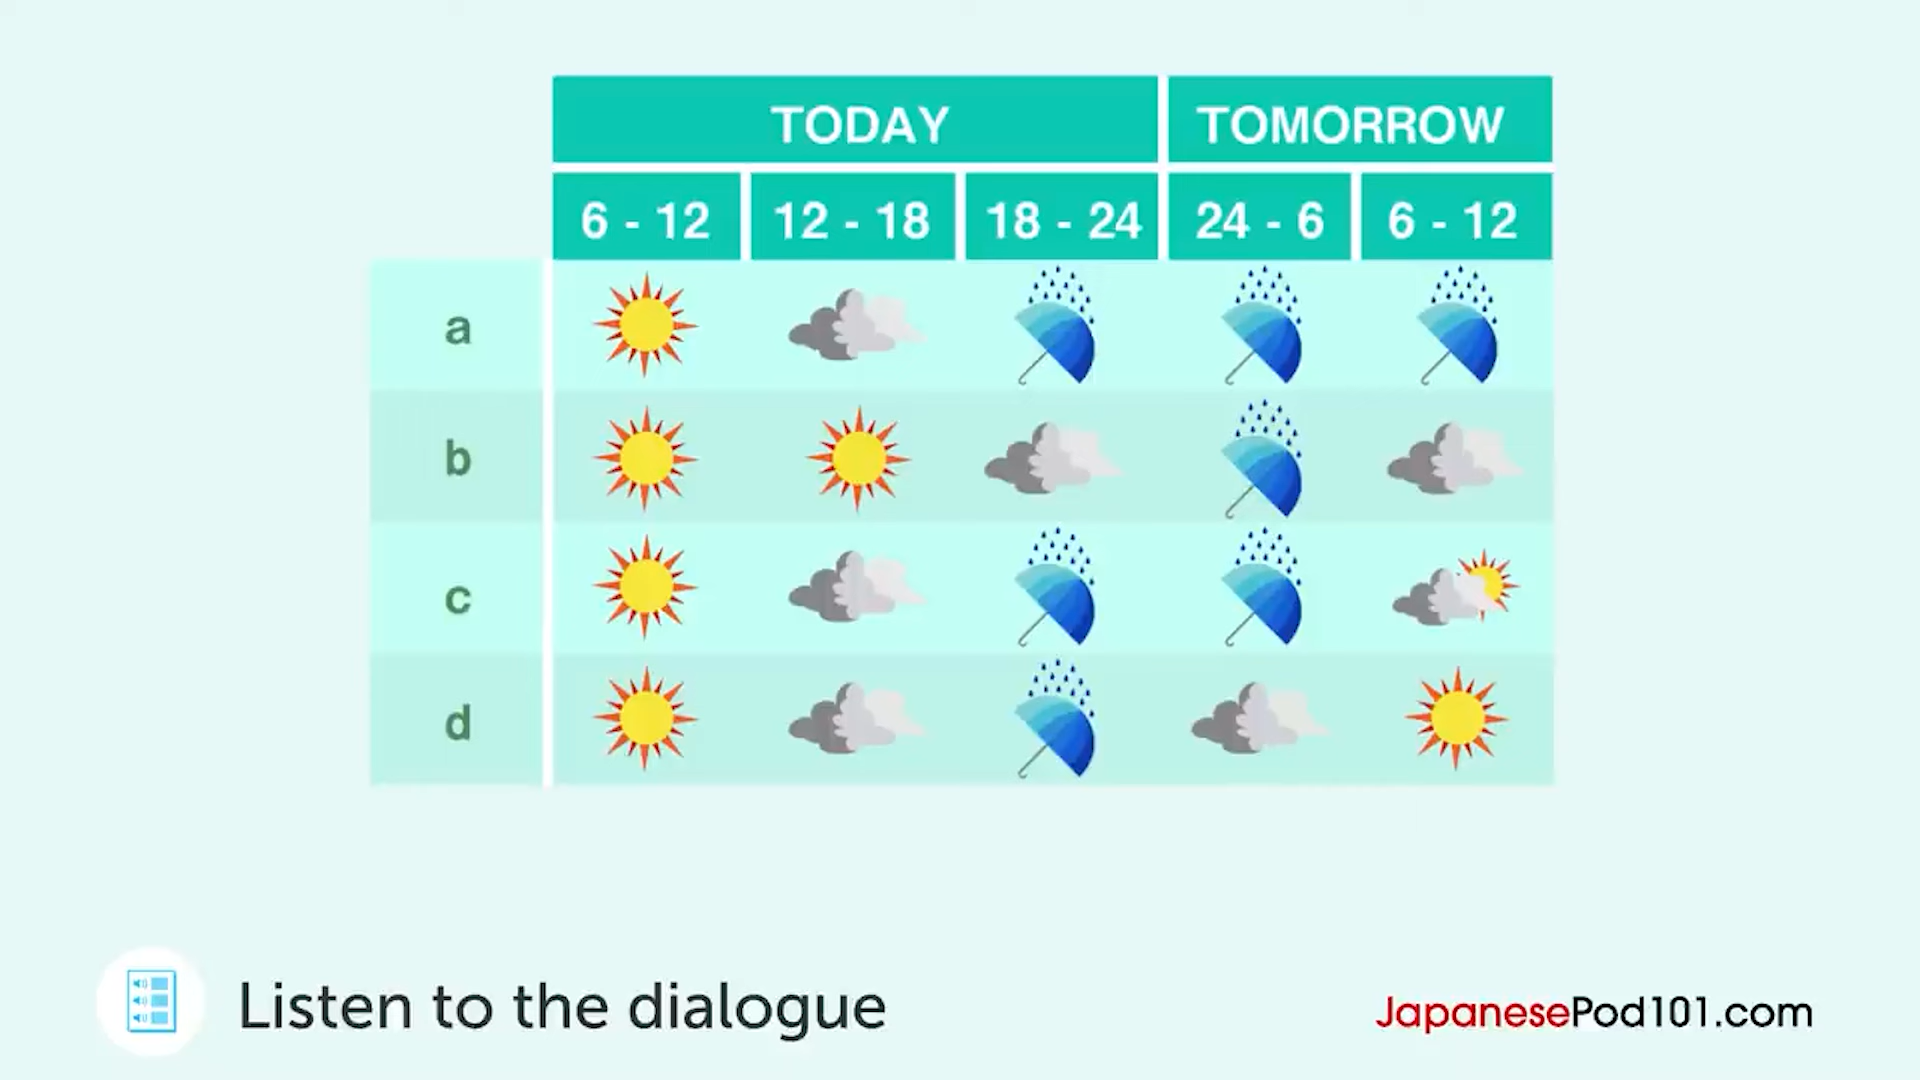 TODAY TOMORROW
6 - 12 12 - 18 18 - 24 24 - 6 6 - 12
a
b
c
d
Listen to the dialogue
JapanesePod101.com